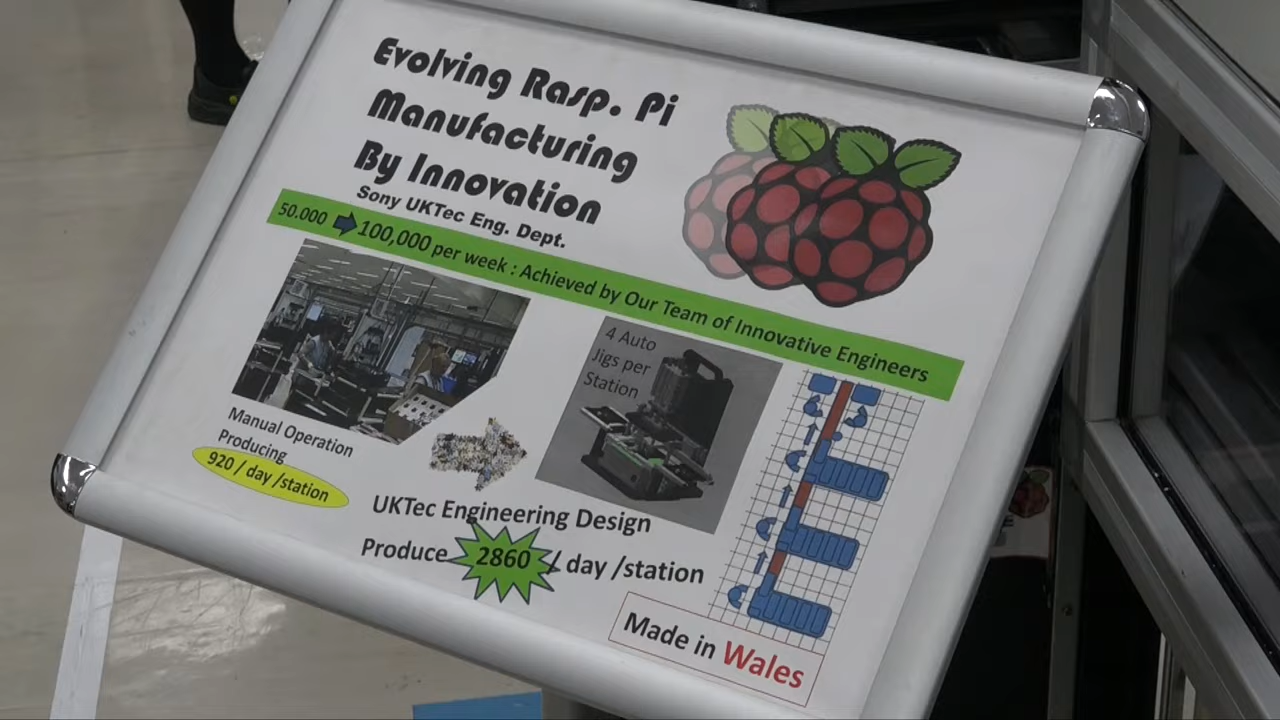 Evolving Rasp. Pi
Manufacturing
By Innovation
Sony UKTec Eng. Dept.
50.000 100,000 per week : Achieved by Our Team of Innovative Engineers
4 Auto
Jigs per
Station
Manual Operation
Producing
920 / day /station
UKTec Engineering Design
Produce 2860 / day /station
Made in Wales